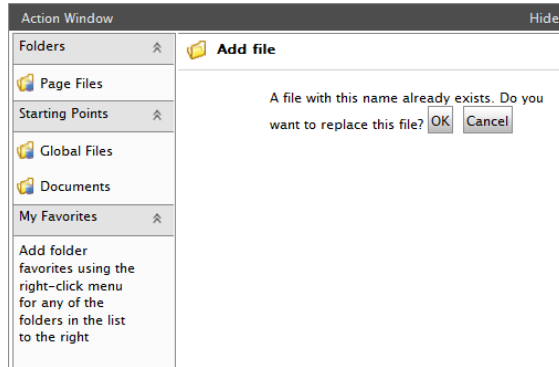 Action Window
Hide
Folders
Page Files
Starting Points
Global Files
Documents
My Favorites
Add folder
favorites using the
right-click menu
for any of the
folders in the list
to the right
Add file
A file with this name already exists. Do you
want to replace this file? OK Cancel